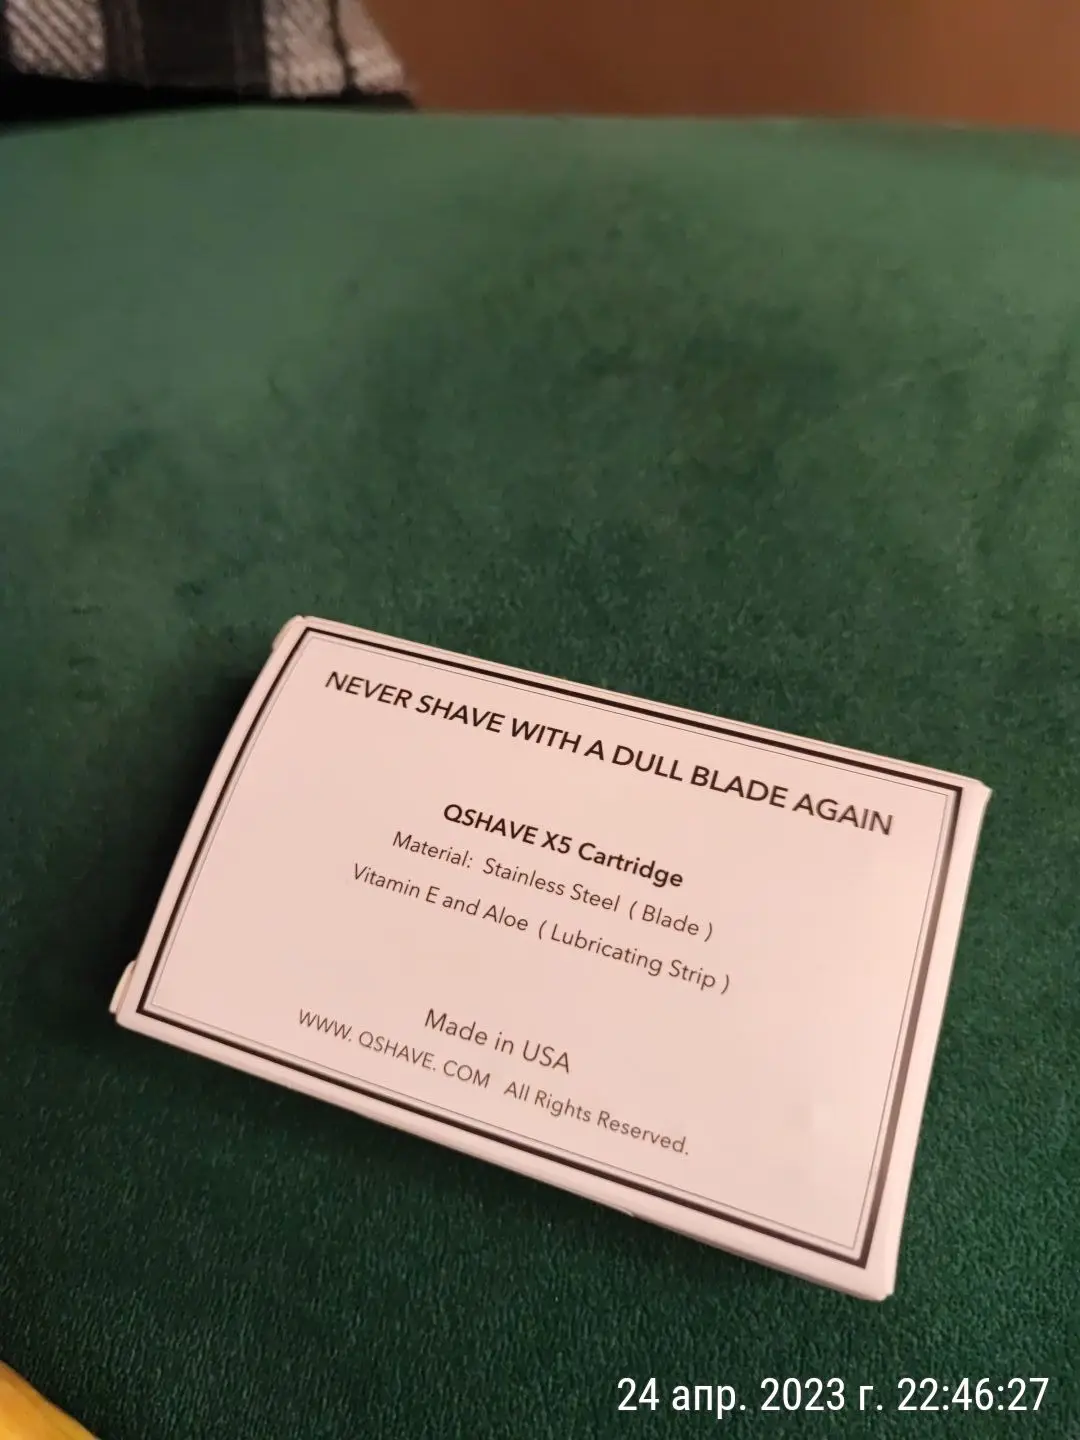 NEVER SHAVE WITH A DULL BLADE AGAIN
QSHAVE X5 Cartridge
Material: Stainless Steel ( Blade )
Vitamin E and Aloe ( Lubricating Strip )
Made in USA
WWW. QSHAVE. COM All Rights Reserved.
24 апр. 2023 г. 22:46:27